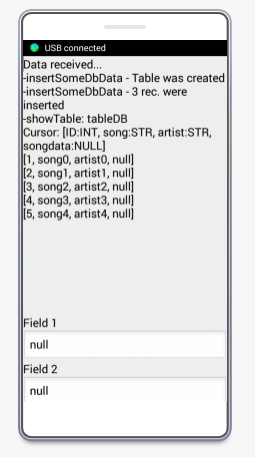 USB connected
Data received...
-insertSomeDbData - Table was created
-insertSomeDbData - 3 rec. were
inserted
-showTable: tableDB
Cursor: [ID:INT, song:STR, artist:STR,
songdata:NULL]
[1, song0, artist0, null]
[2, song1, artist1, null]
[3, song2, artist2, null]
[4, song3, artist3, null]
[5, song4, artist4, null]
Field 1
null
Field 2
null